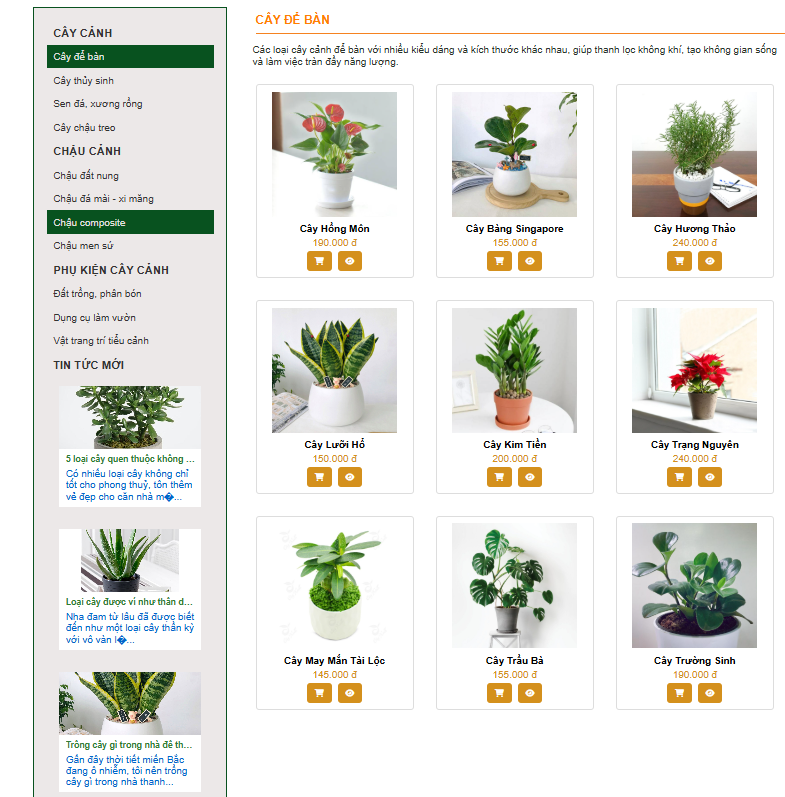 CÂY CẢNH
Cây để bàn
Cây thủy sinh
Sen đá, xương rồng
Cây chậu treo
CHẬU CẢNH
Chậu đất nung
Chậu đá mài - xi măng
Chậu composite
Chậu men sứ
PHỤ KIỆN CÂY CẢNH
Đất trồng, phân bón
Dụng cụ làm vườn
Vật trang trí tiểu cảnh
TIN TỨC MỚI
5 loại cây quen thuộc không ...
Có nhiều loại cây không chỉ
tốt cho phong thuỷ, tôn thêm
vẻ đẹp cho căn nhà m�...
Loại cây được ví như thần d...
Nha đam từ lâu đã được biết
đến như một loại cây thần kỳ
với vô vàn l�...
Trồng cây gì trong nhà để th...
Gần đây thời tiết miền Bắc
đang ô nhiễm, tôi nên trồng
cây gì trong nhà thanh...
CÂY ĐỂ BÀN
Các loại cây cảnh để bàn với nhiều kiểu dáng và kích thước khác nhau, giúp thanh lọc không khí, tạo không gian sống
và làm việc tràn đầy năng lượng.
Cây Hồng Môn
190.000 đ
Cây Bàng Singapore
155.000 đ
Cây Hương Thảo
240.000 đ
Cây Lưỡi Hổ
150.000 đ
Cây Kim Tiền
200.000 đ
Cây Trạng Nguyên
240.000 đ
Cây May Mắn Tài Lộc
145.000 đ
Cây Trầu Bà
155.000 đ
Cây Trường Sinh
190.000 đ